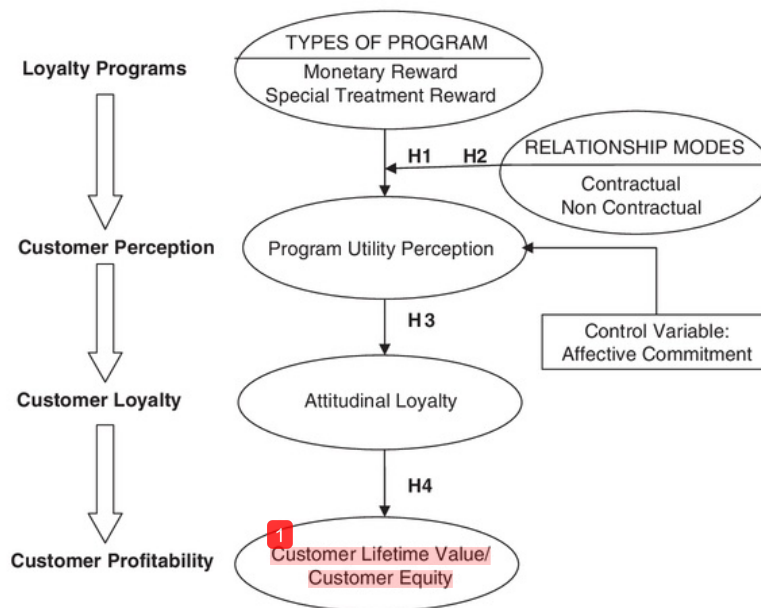 TYPES OF PROGRAM
Loyalty Programs
Monetary Reward
Special Treatment Reward
H1
H2
RELATIONSHIP MODES
Contractual
Non Contractual
Customer Perception
Program Utility Perception
H3
Control Variable:
Affective Commitment
Customer Loyalty
Attitudinal Loyalty
H4
1
Customer Profitability
Customer Lifetime Value/
Customer Equity